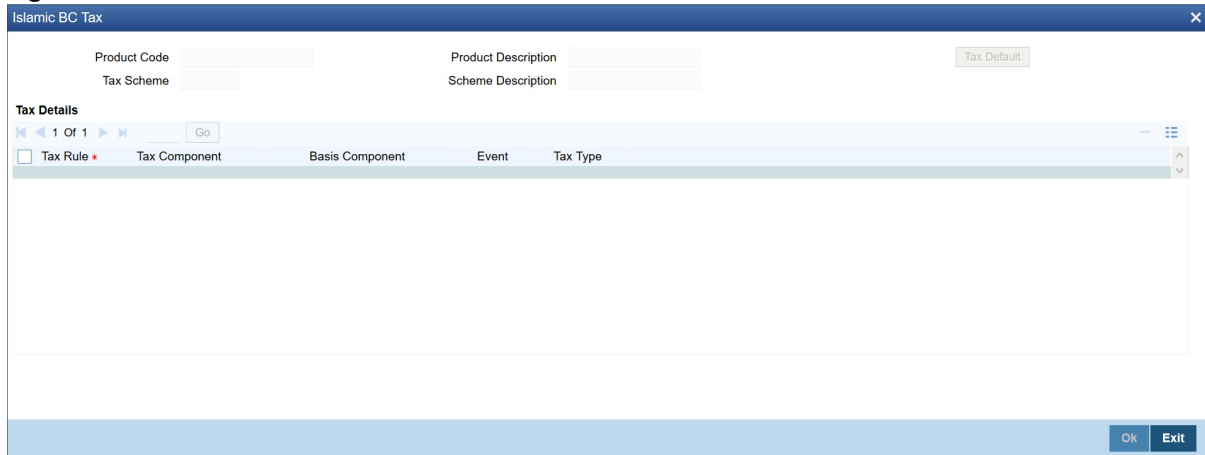 Islamic BC Tax
Product Code Product Description Tax Default
Tax Scheme Scheme Description
Tax Details
1 Of 1 Go
Tax Rule * Tax Component Basis Component Event Tax Type
Ok Exit